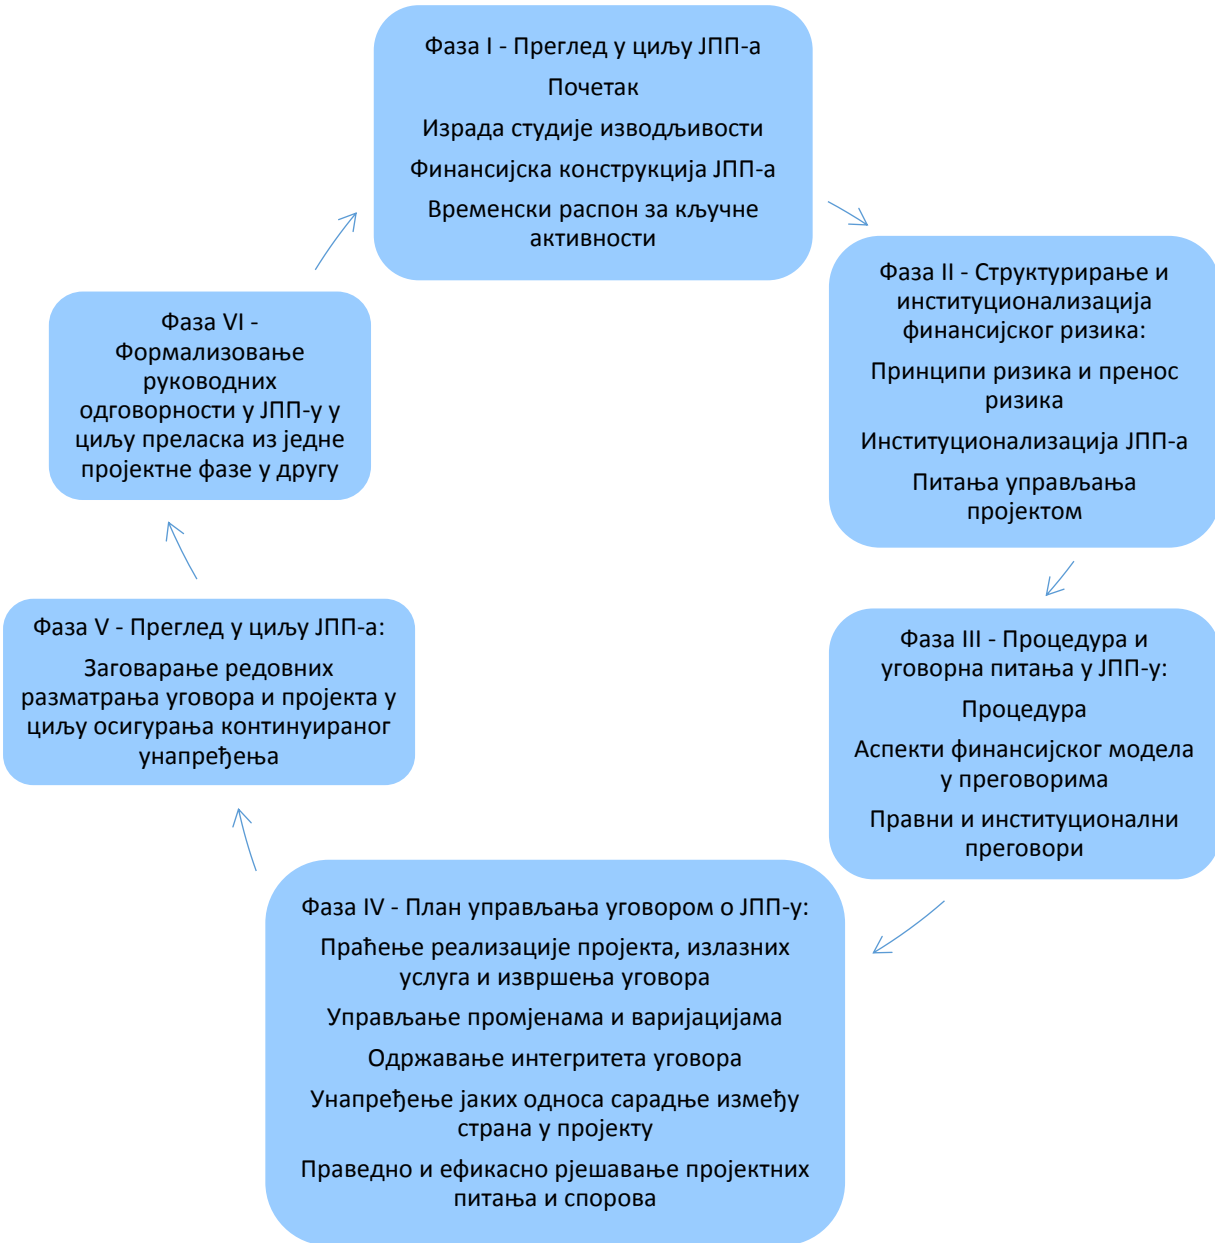 Фаза I - Преглед у циљу ЈПП-а
Почетак
Израда студије изводљивости
Финансијска конструкција ЈПП-а
Временски распон за кључне
активности
Фаза II - Структурирање и
институционализација
финансијског ризика:
Принципи ризика и пренос
ризика
Институционализација ЈПП-а
Питања управљања
пројектом
Фаза III - Процедура и
уговорна питања у ЈПП-у:
Процедура
Аспекти финансијског модела
у преговорима
Правни и институционални
преговори
Фаза IV - План управљања уговором о ЈПП-у:
Праћење реализације пројекта, излазних
услуга и извршења уговора
Управљање промјенама и варијацијама
Одржавање интегритета уговора
Унапређење јаких односа сарадње између
страна у пројекту
Праведно и ефикасно рјешавање пројектних
питања и спорова
Фаза V - Преглед у циљу ЈПП-а:
Заговарање редовних
разматрања уговора и пројекта у
циљу осигурања континуираног
унапређења
Фаза VI -
Формализовање
руководних
одговорности у ЈПП-у у
циљу преласка из једне
пројектне фазе у другу